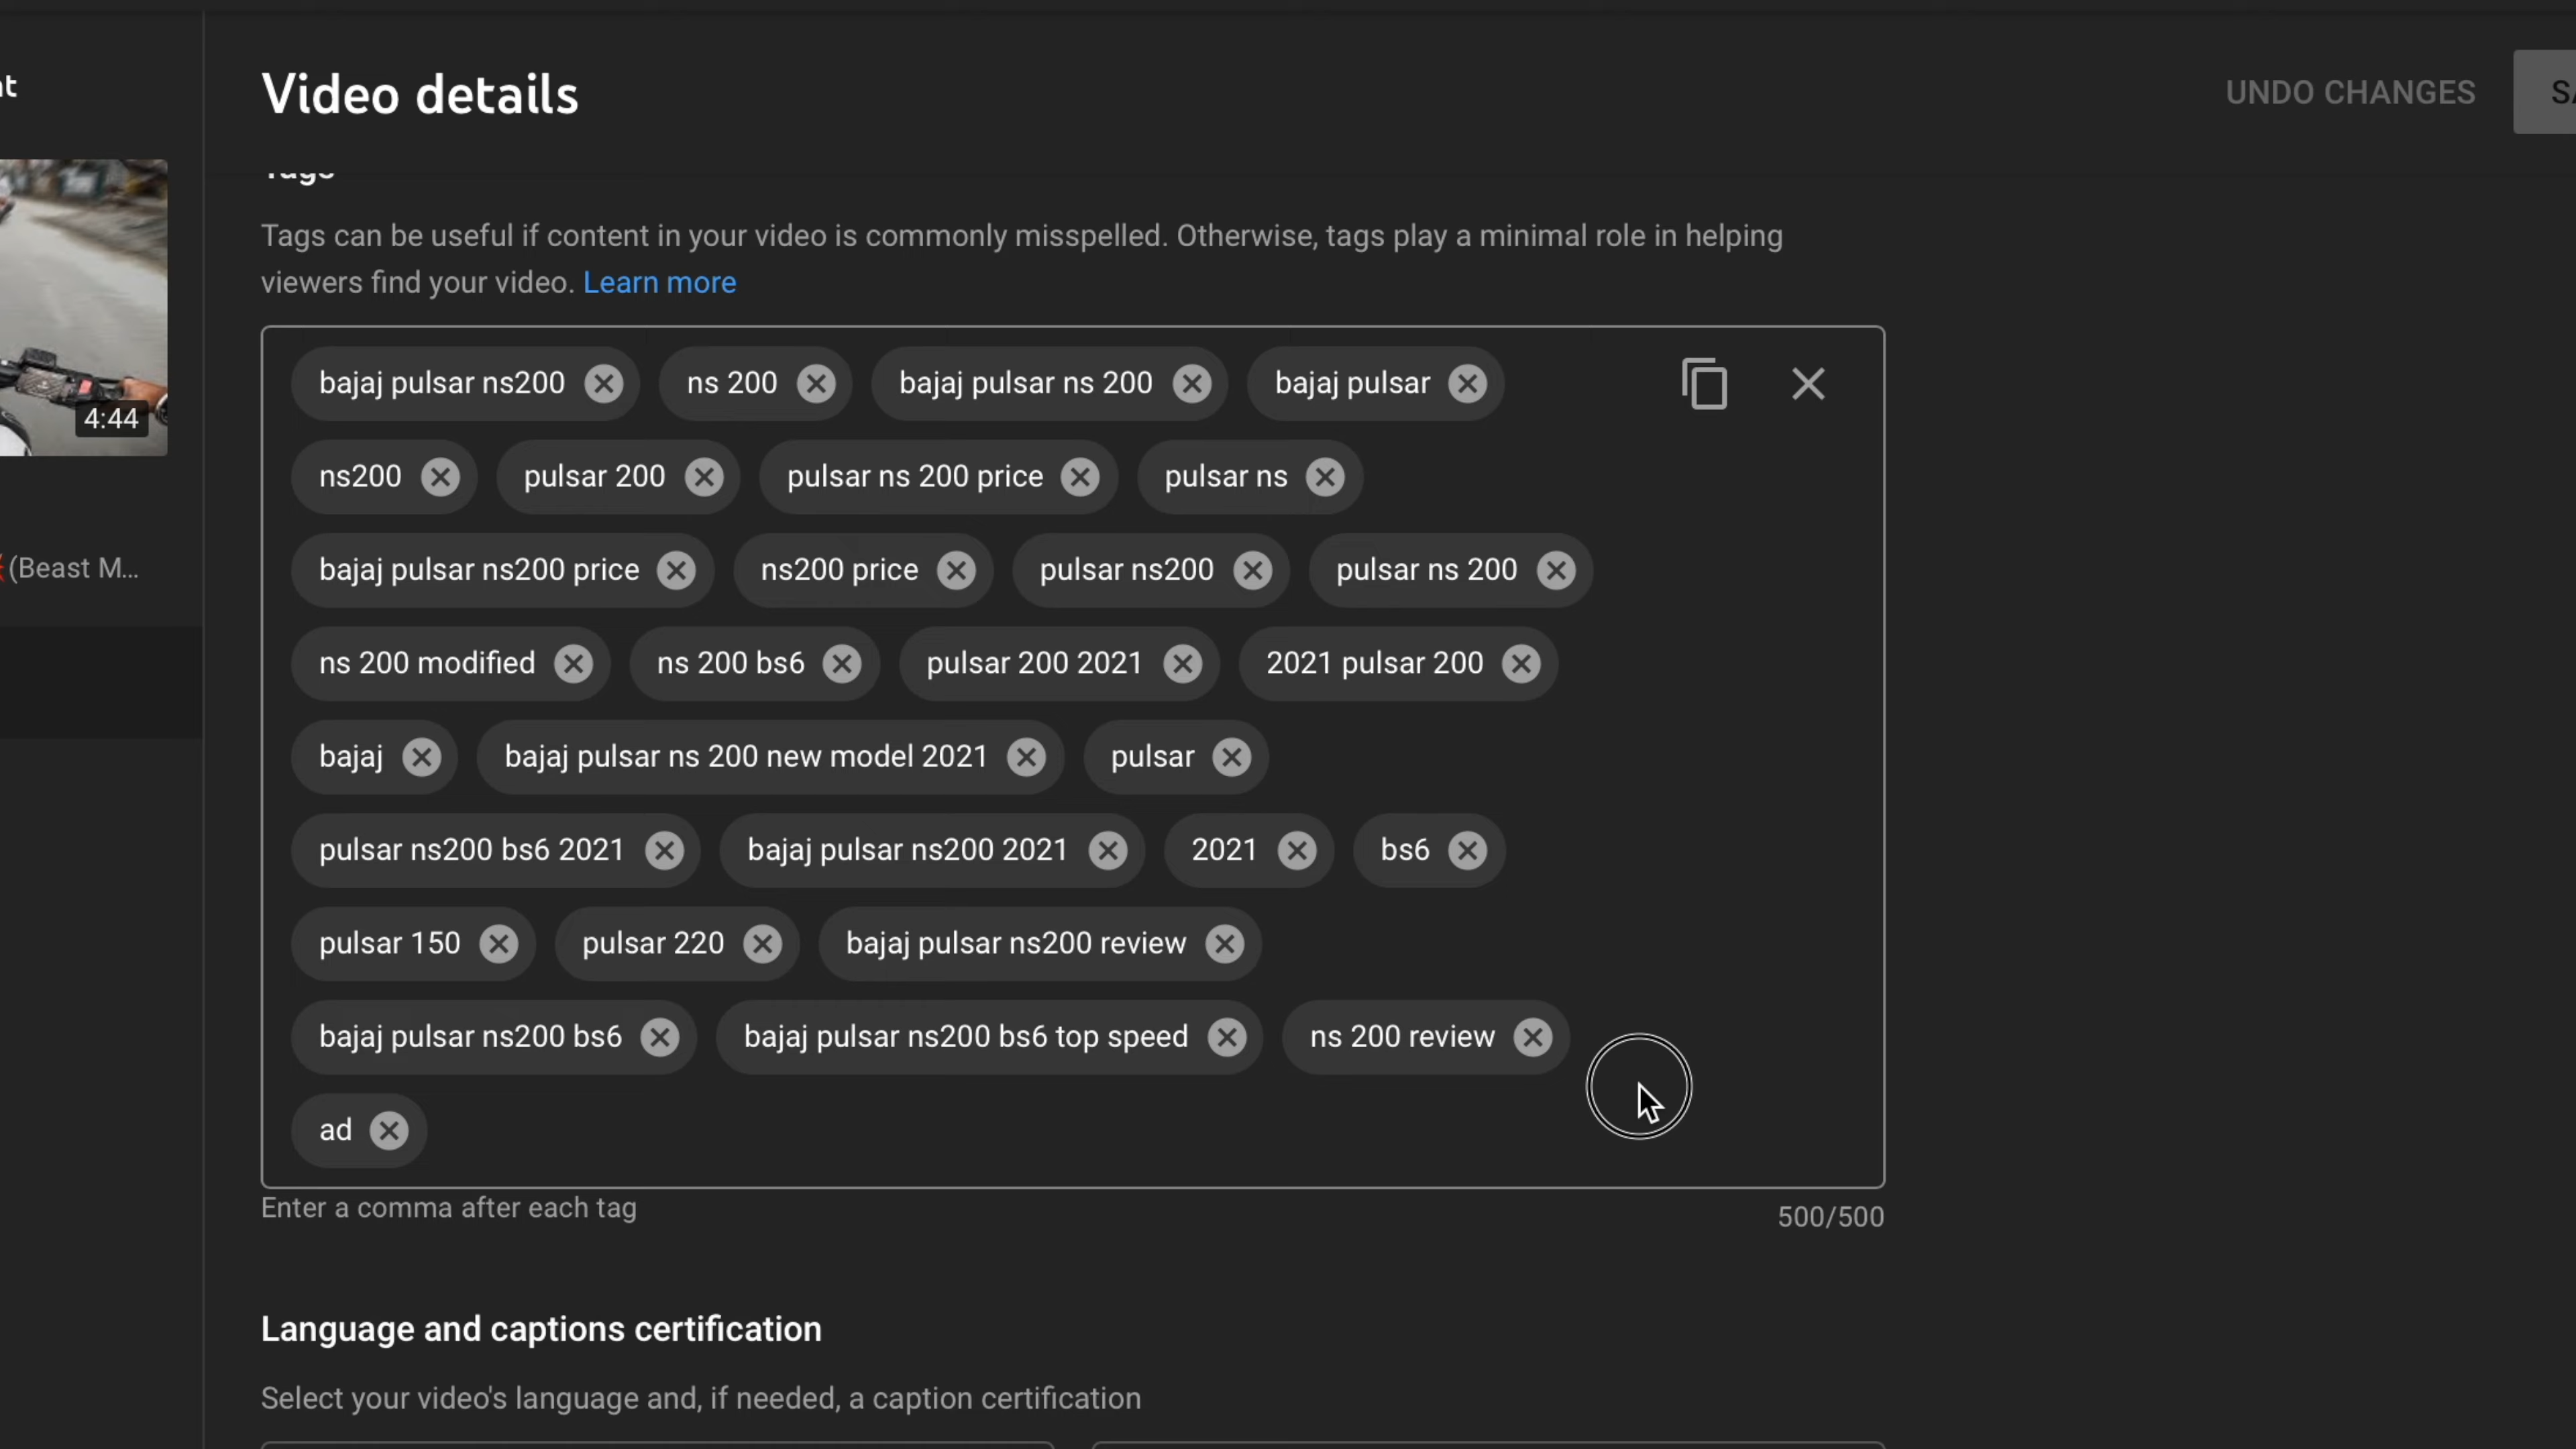 Video details
UNDO CHANGES
Tags
Tags can be useful if content in your video is commonly misspelled. Otherwise, tags play a minimal role in helping
viewers find your video. Learn more
bajaj pulsar ns200 ns 200 bajaj pulsar ns 200 bajaj pulsar
ns200 pulsar 200 pulsar ns 200 price pulsar ns
bajaj pulsar ns200 price ns200 price pulsar ns200 pulsar ns 200
ns 200 modified ns 200 bs6 pulsar 200 2021 2021 pulsar 200
bajaj bajaj pulsar ns 200 new model 2021 pulsar
pulsar ns200 bs6 2021 bajaj pulsar ns200 2021 2021 bs6
pulsar 150 pulsar 220 bajaj pulsar ns200 review
bajaj pulsar ns200 bs6 bajaj pulsar ns200 bs6 top speed ns 200 review
ad
Enter a comma after each tag
500/500
Language and captions certification
Select your video's language and, if needed, a caption certification
4:44
(Beast M...